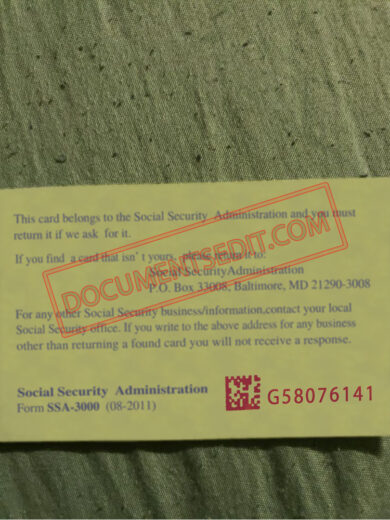 This card belongs to the Social Security Administration and you must
return it if we ask for it.
If you find a card that isn't yours, please return it to:
Social SecurityAdministration
P.O. Box 33008, Baltimore, MD 21290-3008
DOCUMENTSEDIT.COM
For any other Social Security business/information,contact your local
Social Security office. If you write to the above address for any business
other than returning a found card you will not receive a response.
Social Security Administration
Form SSA-3000 (08-2011)
G58076141